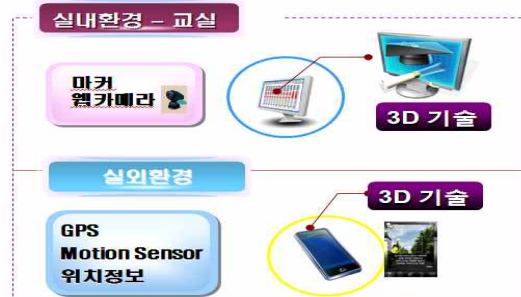 실내환경 – 교실
마커
웹카메라
3D 기술
실외환경
3D 기술
GPS
Motion Sensor
위치정보